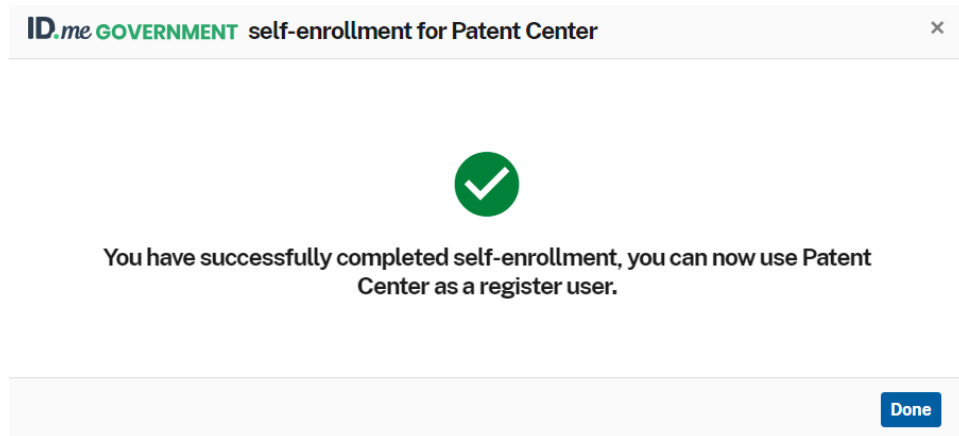 ID.me GOVERNMENT self-enrollment for Patent Center ×
You have successfully completed self-enrollment, you can now use Patent
Center as a register user.
Done